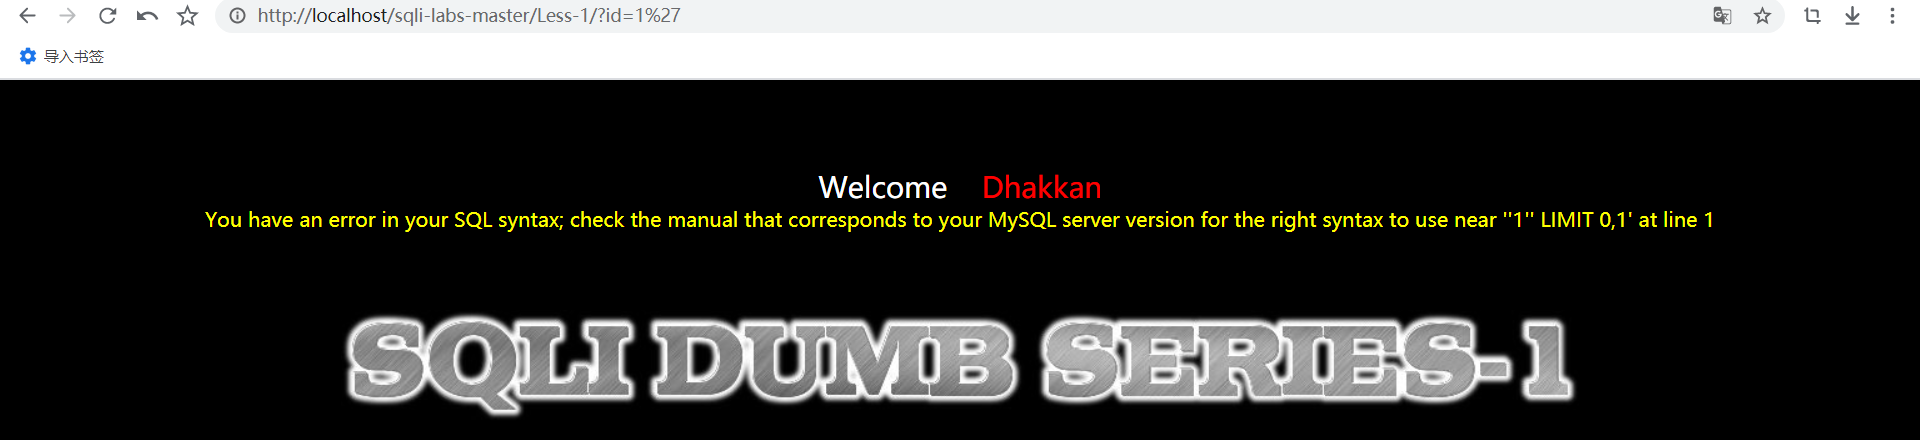 http://localhost/sqli-labs-master/Less-1/?id=1%27
导入书签
Welcome Dhakkan
You have an error in your SQL syntax; check the manual that corresponds to your MySQL server version for the right syntax to use near ''1'' LIMIT 0,1' at line 1
SQLI DUMB SERIES-1